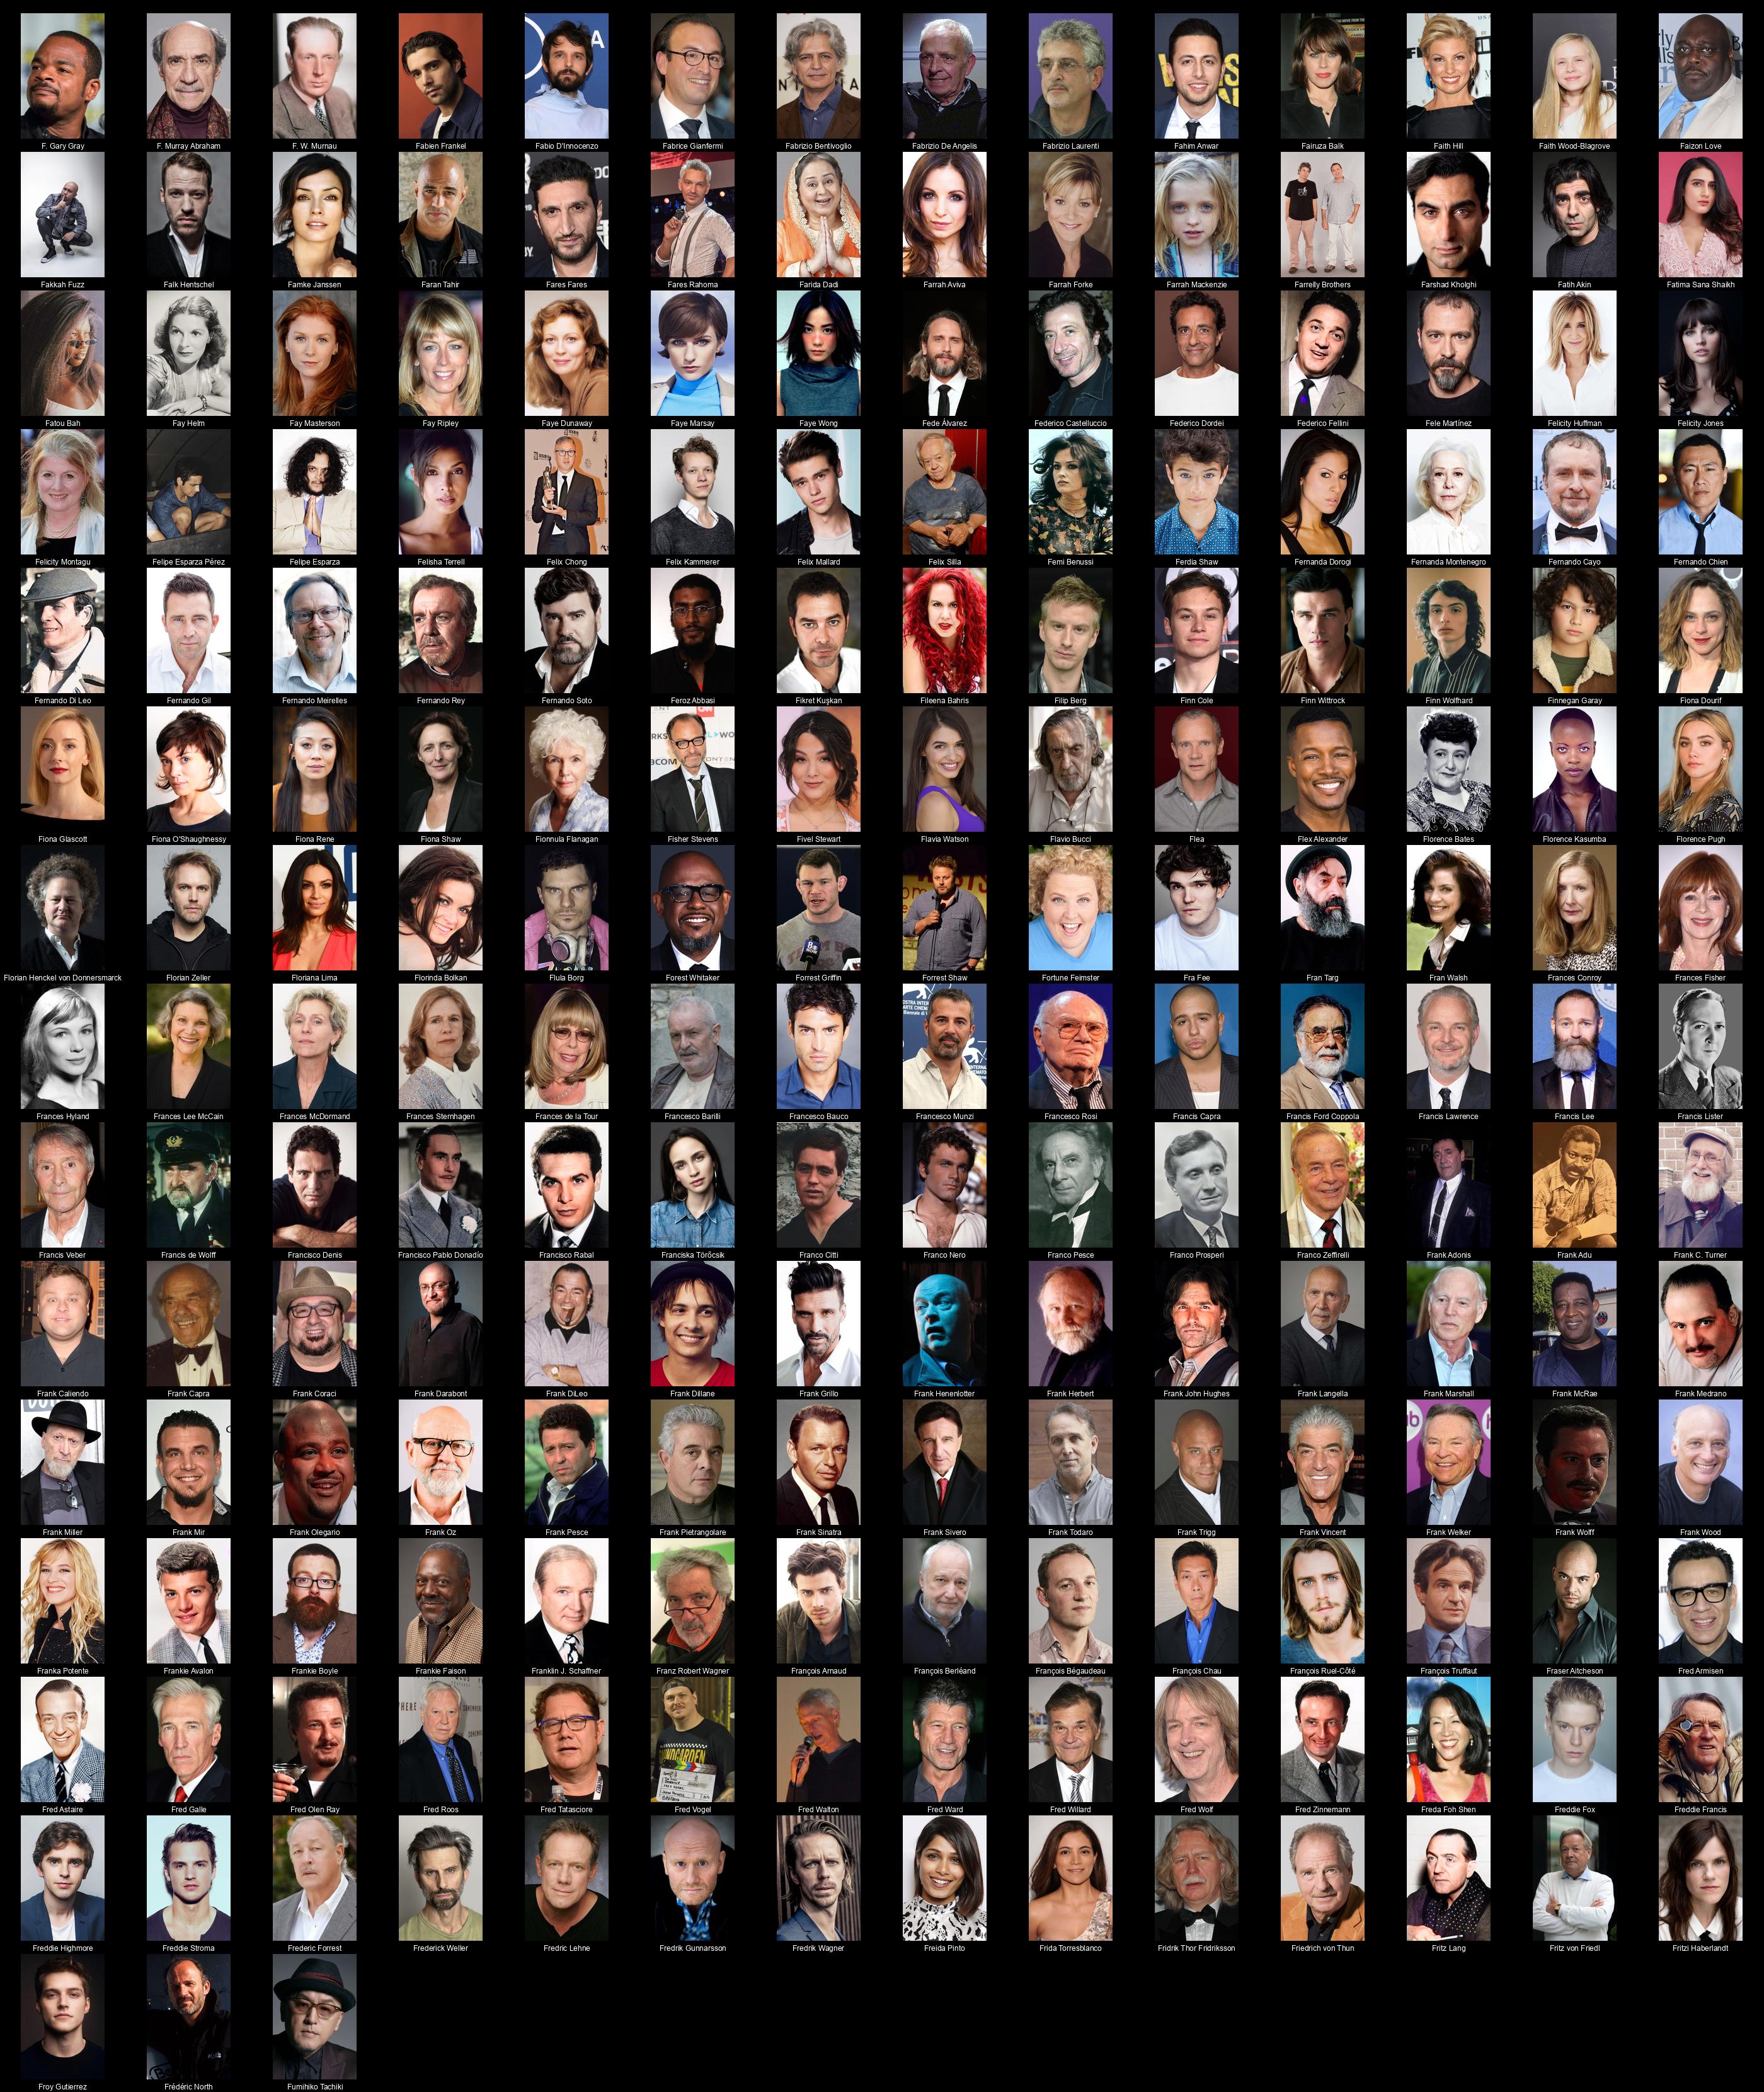 F. Gary Gray
F. Murray Abraham
F. W. Murnau
Fabien Frankel
Fabio D'Innocenzo
Fabrice Gianfermi
Fabrizio Bentivoglio
Fabrizio De Angelis
Fabrizio Laurenti
Fahim Anwar
Fairuza Balk
Faith Hill
Faith Wood-Blagrove
Faizon Love
Fakkah Fuzz
Falk Hentschel
Famke Janssen
Faran Tahir
Fares Fares
Fares Rahoma
Farida Dadi
Farrah Aviva
Farrah Forke
Farrah Mackenzie
Farrelly Brothers
Farshad Kholghi
Fatih Akin
Fatima Sana Shaikh
Fatou Bah
Fay Helm
Fay Masterson
Fay Ripley
Faye Dunaway
Faye Marsay
Faye Wong
Fede Álvarez
Federico Castelluccio
Federico Dordei
Federico Fellini
Fele Martínez
Felicity Huffman
Felicity Jones
Felicity Montagu
Felipe Esparza Pérez
Felipe Esparza
Felisha Terrell
Felix Chong
Felix Kammerer
Felix Mallard
Felix Silla
Femi Benussi
Ferdia Shaw
Fernanda Dorogi
Fernanda Montenegro
Fernando Cayo
Fernando Chien
Fernando Di Leo
Fernando Gil
Fernando Meirelles
Fernando Rey
Fernando Soto
Feroz Abbasi
Fikret Kuşkan
Fileena Bahris
Filip Berg
Finn Cole
Finn Wittrock
Finn Wolfhard
Finnegan Garay
Fiona Dourif
Fiona Glascott
Fiona O'Shaughnessy
Fiona Rene
Fiona Shaw
Fionnula Flanagan
Fisher Stevens
Fivel Stewart
Flavia Watson
Flavio Bucci
Flea
Flex Alexander
Florence Bates
Florence Kasumba
Florence Pugh
Florian Henckel von Donnersmarck
Florian Zeller
Floriana Lima
Florinda Bolkan
Flula Borg
Forest Whitaker
Forrest Griffin
Forrest Shaw
Fortune Feimster
Fra Fee
Fran Targ
Fran Walsh
Frances Conroy
Frances Fisher
Frances Hyland
Frances Lee McCain
Frances McDormand
Frances Sternhagen
Frances de la Tour
Francesco Barilli
Francesco Bauco
Francesco Munzi
Francesco Rosi
Francis Capra
Francis Ford Coppola
Francis Lawrence
Francis Lee
Francis Lister
Francis Veber
Francis de Wolff
Francisco Denis
Francisco Pablo Donadío
Francisco Rabal
Franciska Törőcsik
Franco Citti
Franco Nero
Franco Pesce
Franco Prosperi
Franco Zeffirelli
Frank Adonis
Frank Adu
Frank C. Turner
Frank Caliendo
Frank Capra
Frank Coraci
Frank Darabont
Frank DiLeo
Frank Dillane
Frank Grillo
Frank Henenlotter
Frank Herbert
Frank John Hughes
Frank Langella
Frank Marshall
Frank McRae
Frank Medrano
Frank Miller
Frank Mir
Frank Olegario
Frank Oz
Frank Pesce
Frank Pietrangolare
Frank Sinatra
Frank Sivero
Frank Todaro
Frank Trigg
Frank Vincent
Frank Welker
Frank Wolff
Frank Wood
Franka Potente
Frankie Avalon
Frankie Boyle
Frankie Faison
Franklin J. Schaffner
Franz Robert Wagner
François Arnaud
François Berléand
François Bégaudeau
François Chau
François Ruel-Côté
François Truffaut
Fraser Aitcheson
Fred Armisen
Fred Astaire
Fred Galle
Fred Olen Ray
Fred Roos
Fred Tatasciore
Fred Vogel
Fred Walton
Fred Ward
Fred Willard
Fred Wolf
Fred Zinnemann
Freda Foh Shen
Freddie Fox
Freddie Francis
Freddie Highmore
Freddie Stroma
Frederic Forrest
Frederick Weller
Fredric Lehne
Fredrik Gunnarsson
Fredrik Wagner
Freida Pinto
Frida Torresblanco
Fridrik Thor Fridriksson
Friedrich von Thun
Fritz Lang
Fritz von Friedl
Fritzi Haberlandt
Froy Gutierrez
Frédéric North
Fumihiko Tachiki